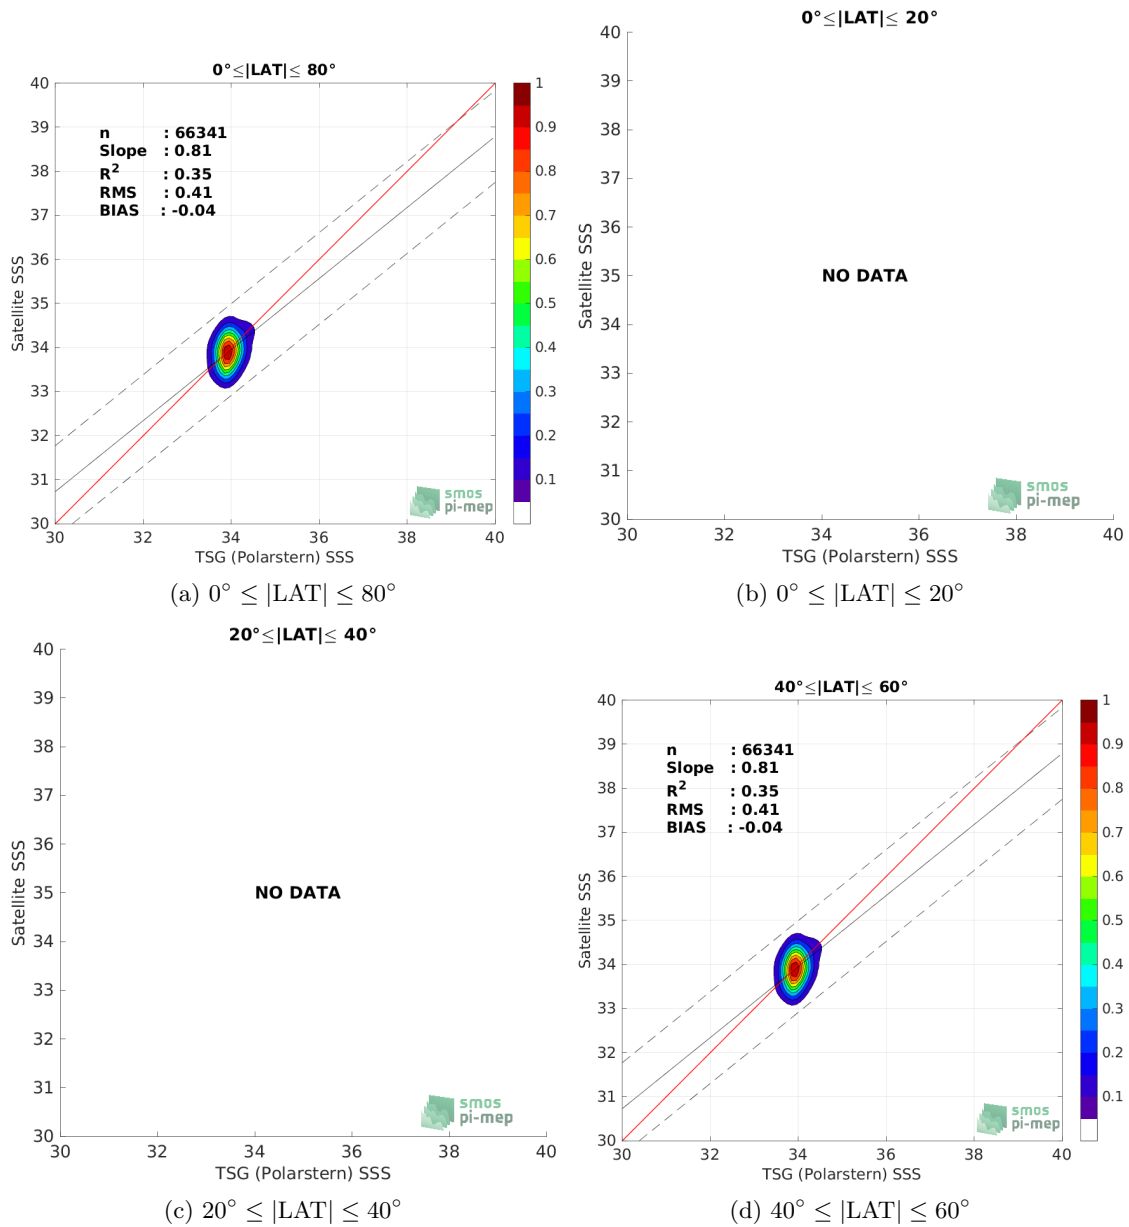 0°≤|LAT|≤ 80°
40
39
38
37
36
35
34
33
32
31
30
Satellite SSS
n : 66341
Slope : 0.81
R² : 0.35
RMS : 0.41
BIAS : -0.04
1
0.9
0.8
0.7
0.6
0.5
0.4
0.3
0.2
0.1
smos
pi-mep
30 32 34 36 38 40
TSG (Polarstern) SSS
(a) 0° ≤ |LAT| ≤ 80°
0°≤|LAT|≤ 20°
40
39
38
37
36
35
34
33
32
31
30
Satellite SSS
NO DATA
smos
pi-mep
30 32 34 36 38 40
TSG (Polarstern) SSS
(b) 0° ≤ |LAT| ≤ 20°
20°≤|LAT|≤ 40°
40
39
38
37
36
35
34
33
32
31
30
Satellite SSS
NO DATA
smos
pi-mep
30 32 34 36 38 40
TSG (Polarstern) SSS
(c) 20° ≤ |LAT| ≤ 40°
40°≤|LAT|≤ 60°
40
39
38
37
36
35
34
33
32
31
30
Satellite SSS
n : 66341
Slope : 0.81
R² : 0.35
RMS : 0.41
BIAS : -0.04
1
0.9
0.8
0.7
0.6
0.5
0.4
0.3
0.2
0.1
smos
pi-mep
30 32 34 36 38 40
TSG (Polarstern) SSS
(d) 40° ≤ |LAT| ≤ 60°